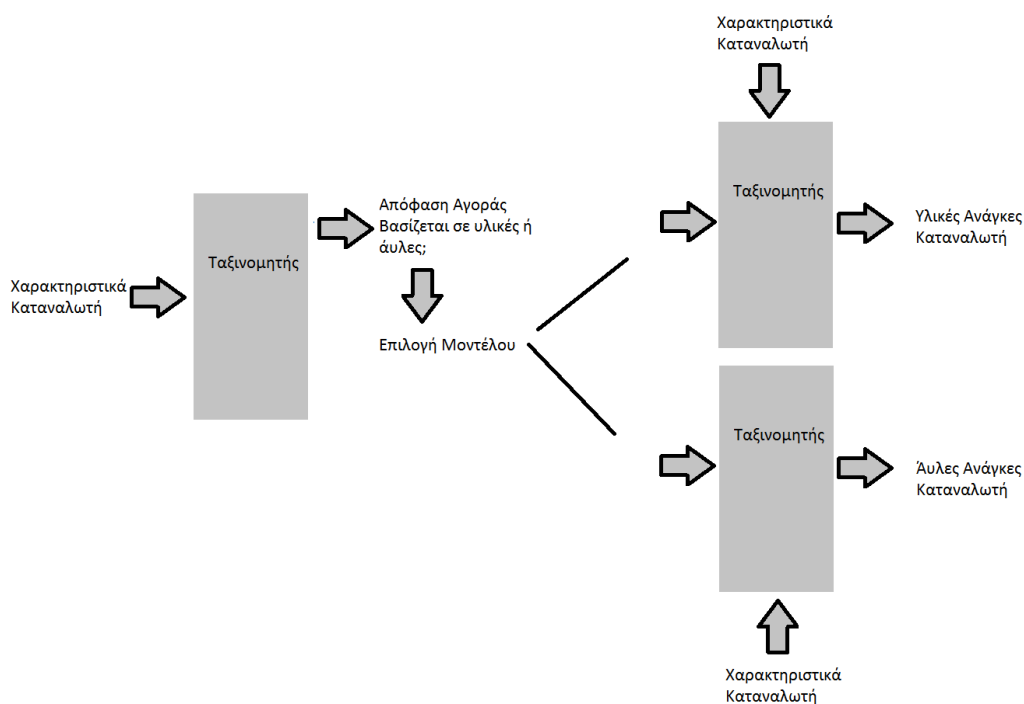 Χαρακτηριστικά
Καταναλωτή
Ταξινομητής
Απόφαση Αγοράς
Βασίζεται σε υλικές ή
άυλες;
Επιλογή Μοντέλου
Χαρακτηριστικά
Καταναλωτή
Ταξινομητής
Υλικές Ανάγκες
Καταναλωτή
Ταξινομητής
Άυλες Ανάγκες
Καταναλωτή
Χαρακτηριστικά
Καταναλωτή